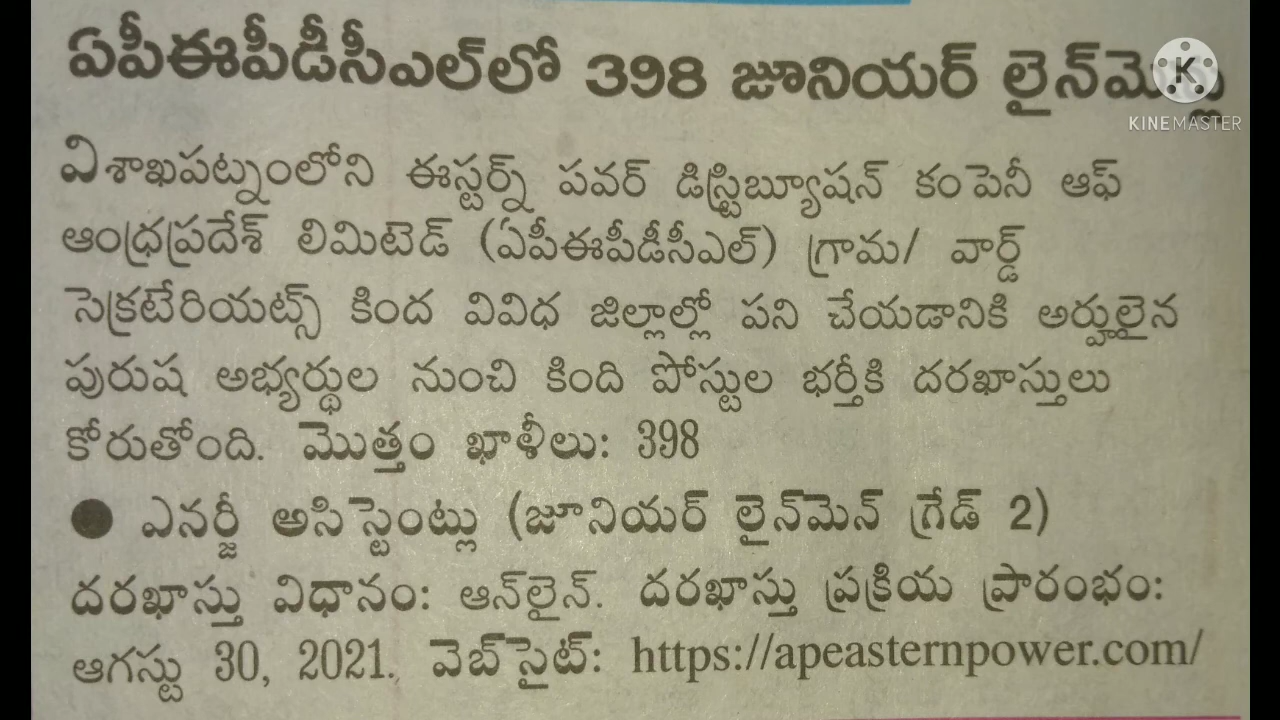 ఏపీఈపీడీసీఎల్‌లో 398 జూనియర్ లైన్‌మెన్లు
KINEMASTER
విశాఖపట్నంలోని ఈస్టర్న్ పవర్ డిస్ట్రిబ్యూషన్ కంపెనీ ఆఫ్
ఆంధ్రప్రదేశ్ లిమిటెడ్ (ఏపీఈపీడీసీఎల్) గ్రామ/ వార్డ్
సెక్రటేరియట్స్ కింద వివిధ జిల్లాల్లో పని చేయడానికి అర్హులైన
పురుష అభ్యర్థుల నుంచి కింది పోస్టుల భర్తీకి దరఖాస్తులు
కోరుతోంది. మొత్తం ఖాళీలు: 398
● ఎనర్జీ అసిస్టెంట్లు (జూనియర్ లైన్‌మెన్ గ్రేడ్ 2)
దరఖాస్తు విధానం: ఆన్‌లైన్. దరఖాస్తు ప్రక్రియ ప్రారంభం:
ఆగస్టు 30, 2021. వెబ్‌సైట్: https://apeasternpower.com/